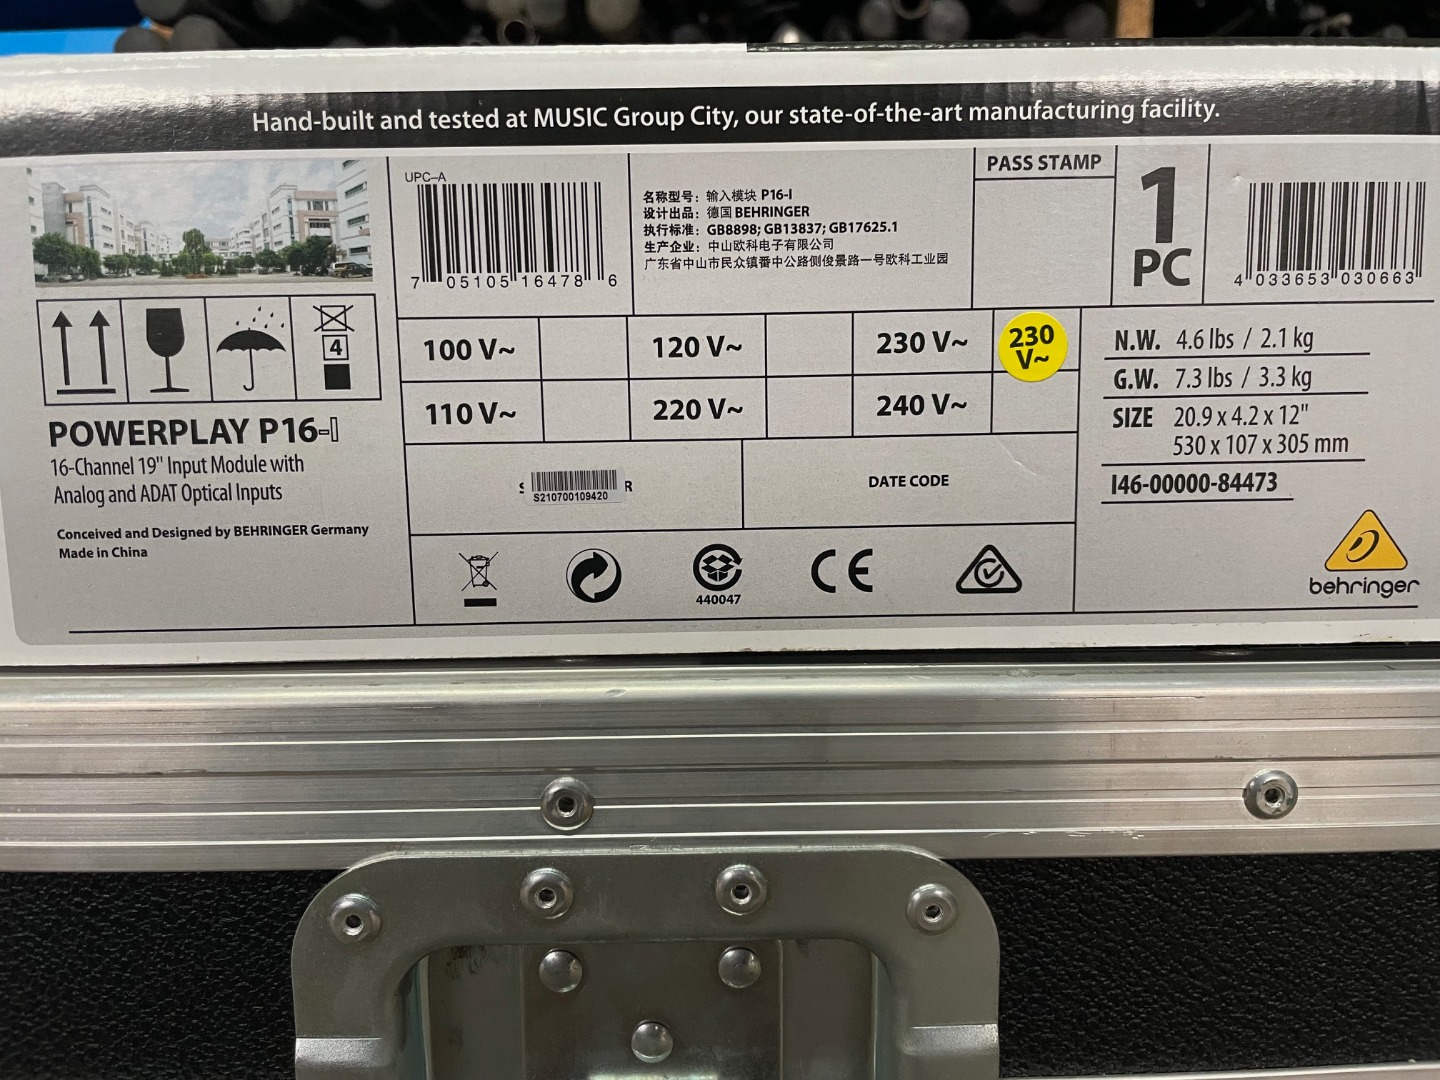 Hand-built and tested at MUSIC Group City, our state-of-the-art manufacturing facility.
UPC-A
7 05105 16478 6
名称型号：输入模块 P16-I
设计出品：德国 BEHRINGER
执行标准：GB8898; GB13837; GB17625.1
生产企业：中山欧科电子有限公司
广东省中山市民众镇番中公路侧俊景路一号欧科工业园
PASS STAMP
1
PC
4 033653 030663
4
POWERPLAY P16-I
16-Channel 19" Input Module with
Analog and ADAT Optical Inputs
Conceived and Designed by BEHRINGER Germany
Made in China
100 V~
120 V~
230 V~
230
V~
110 V~
220 V~
240 V~
S210700109420
DATE CODE
440047
CE
N.W. 4.6 lbs / 2.1 kg
G.W. 7.3 lbs / 3.3 kg
SIZE 20.9 x 4.2 x 12"
530 x 107 x 305 mm
I46-00000-84473
behringer